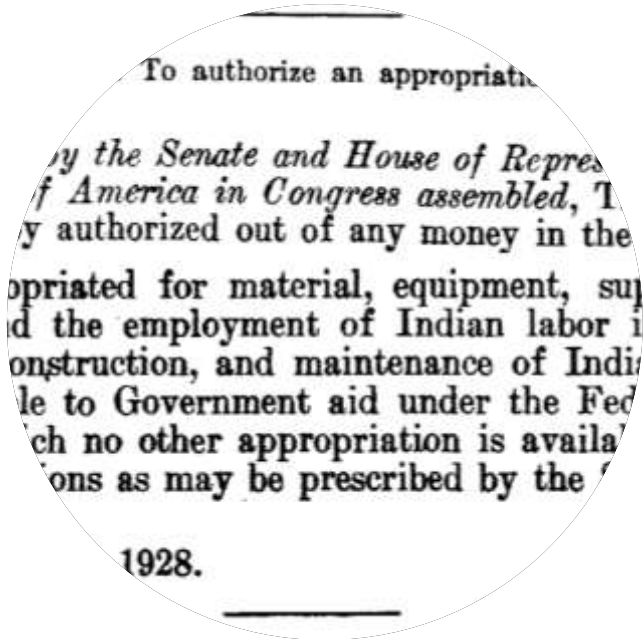 To authorize an appropriati
by the Senate and House of Repres
of America in Congress assembled, T
y authorized out of any money in the
opriated for material, equipment, sup
d the employment of Indian labor i
onstruction, and maintenance of Indi
le to Government aid under the Fed
ch no other appropriation is availa
ions as may be prescribed by the
1928.